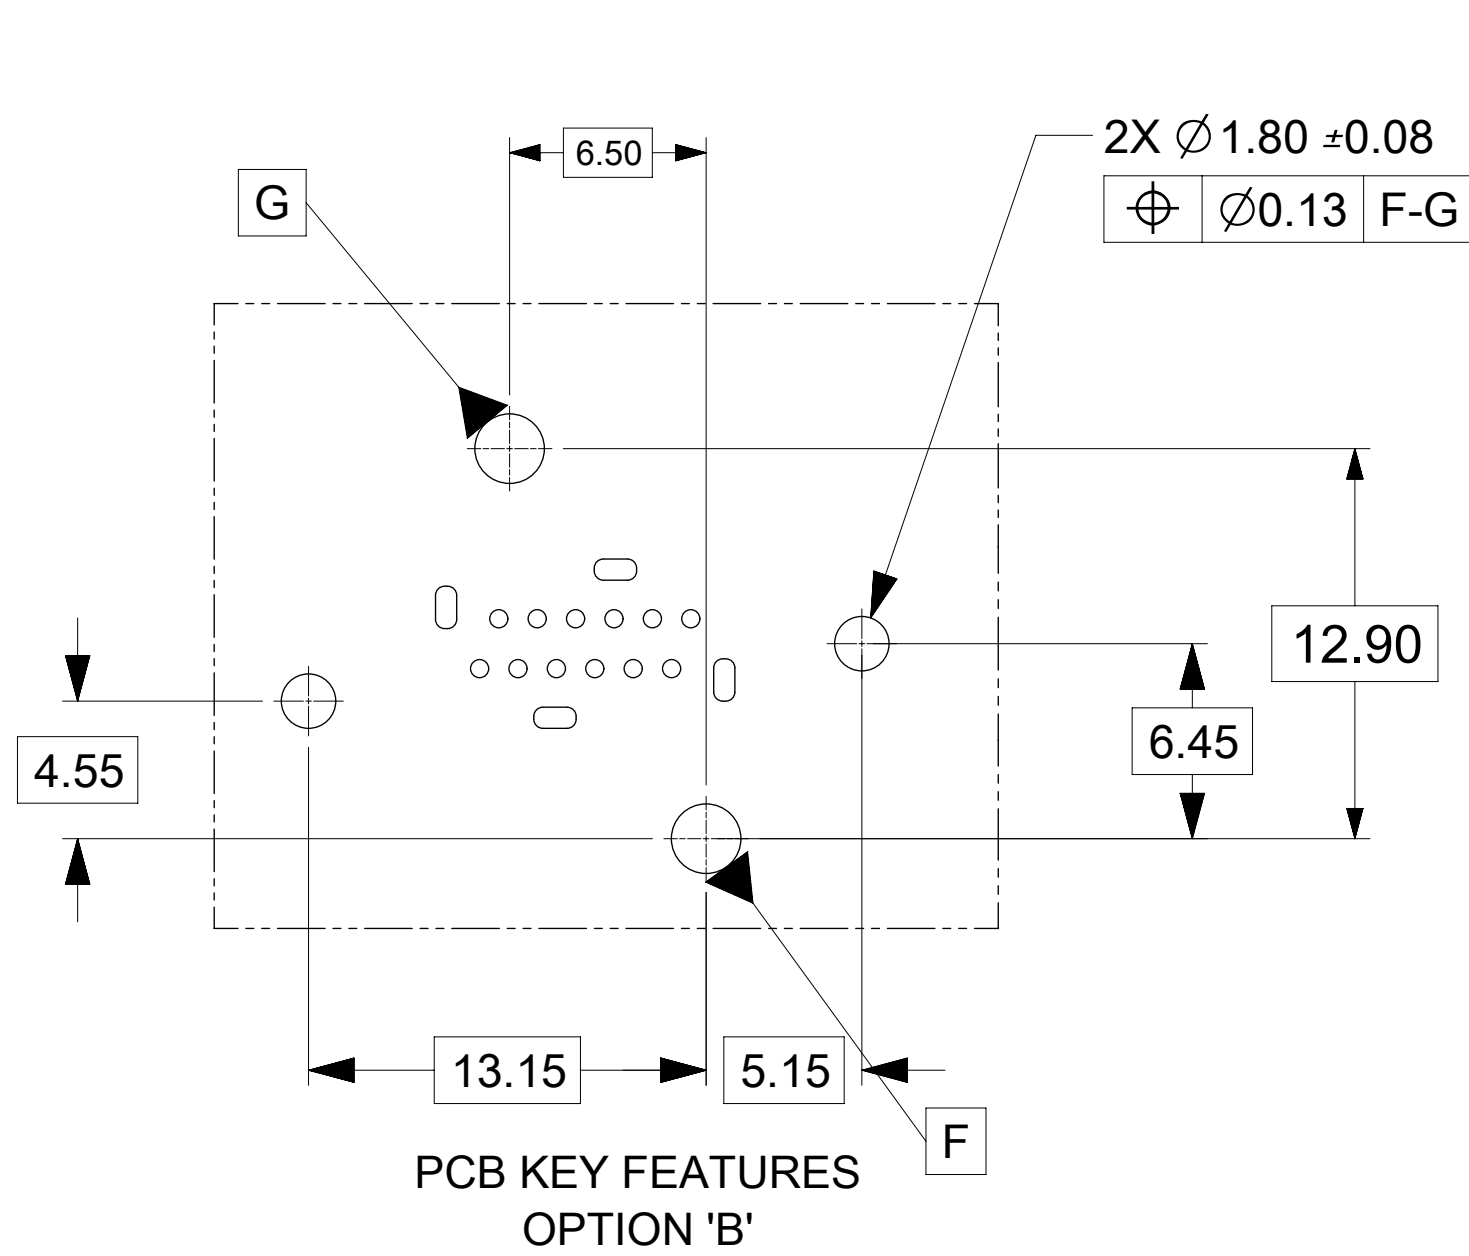 6.50
2X ⌀1.80 ±0.08
⌖ ⌀0.13 F-G
G
12.90
6.45
4.55
13.15
5.15
F
PCB KEY FEATURES
OPTION 'B'